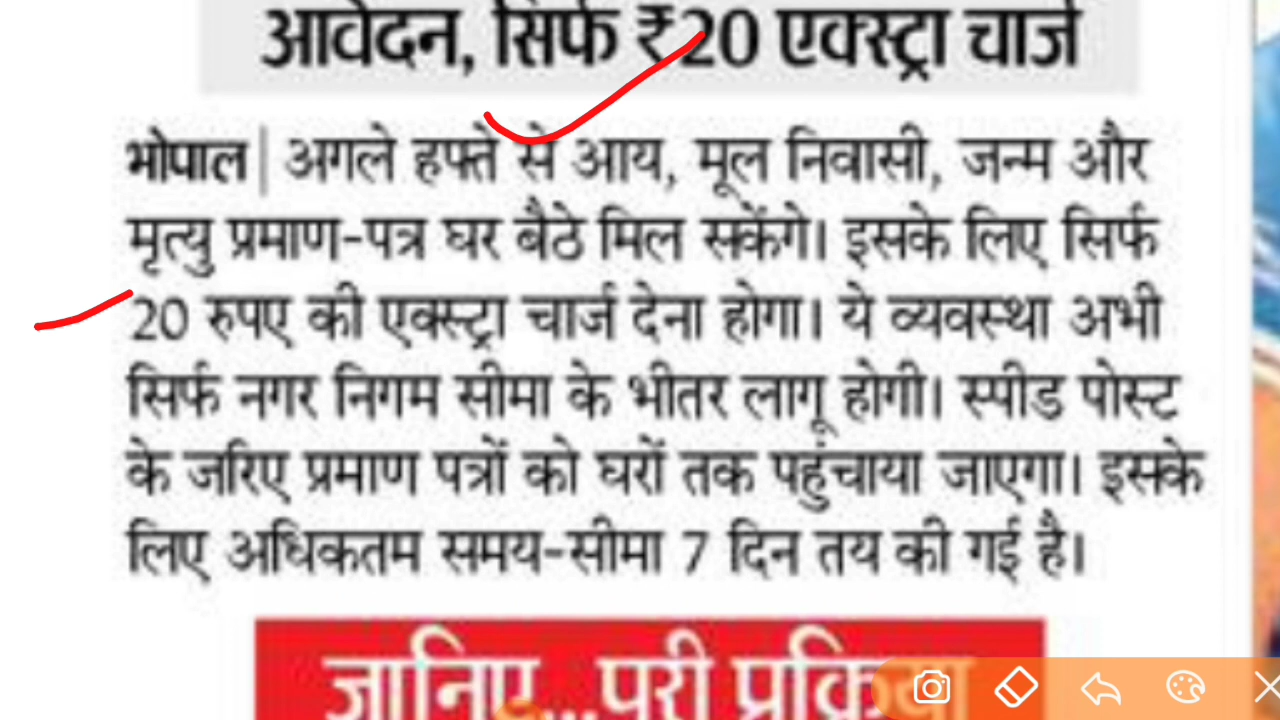 आवेदन, सिर्फ ₹20 एक्स्ट्रा चार्ज
भोपाल| अगले हफ्ते से आय, मूल निवासी, जन्म और
मृत्यु प्रमाण-पत्र घर बैठे मिल सकेंगे। इसके लिए सिर्फ
20 रुपए की एक्स्ट्रा चार्ज देना होगा। ये व्यवस्था अभी
सिर्फ नगर निगम सीमा के भीतर लागू होगी। स्पीड पोस्ट
के जरिए प्रमाण पत्रों को घरों तक पहुंचाया जाएगा। इसके
लिए अधिकतम समय-सीमा 7 दिन तय की गई है।
जानिए...पूरी प्रक्रिया